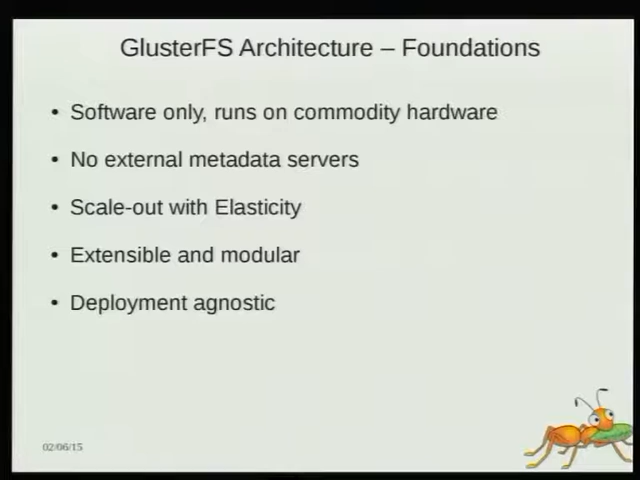 GlusterFS Architecture – Foundations
• Software only, runs on commodity hardware
• No external metadata servers
• Scale-out with Elasticity
• Extensible and modular
• Deployment agnostic
02/06/15